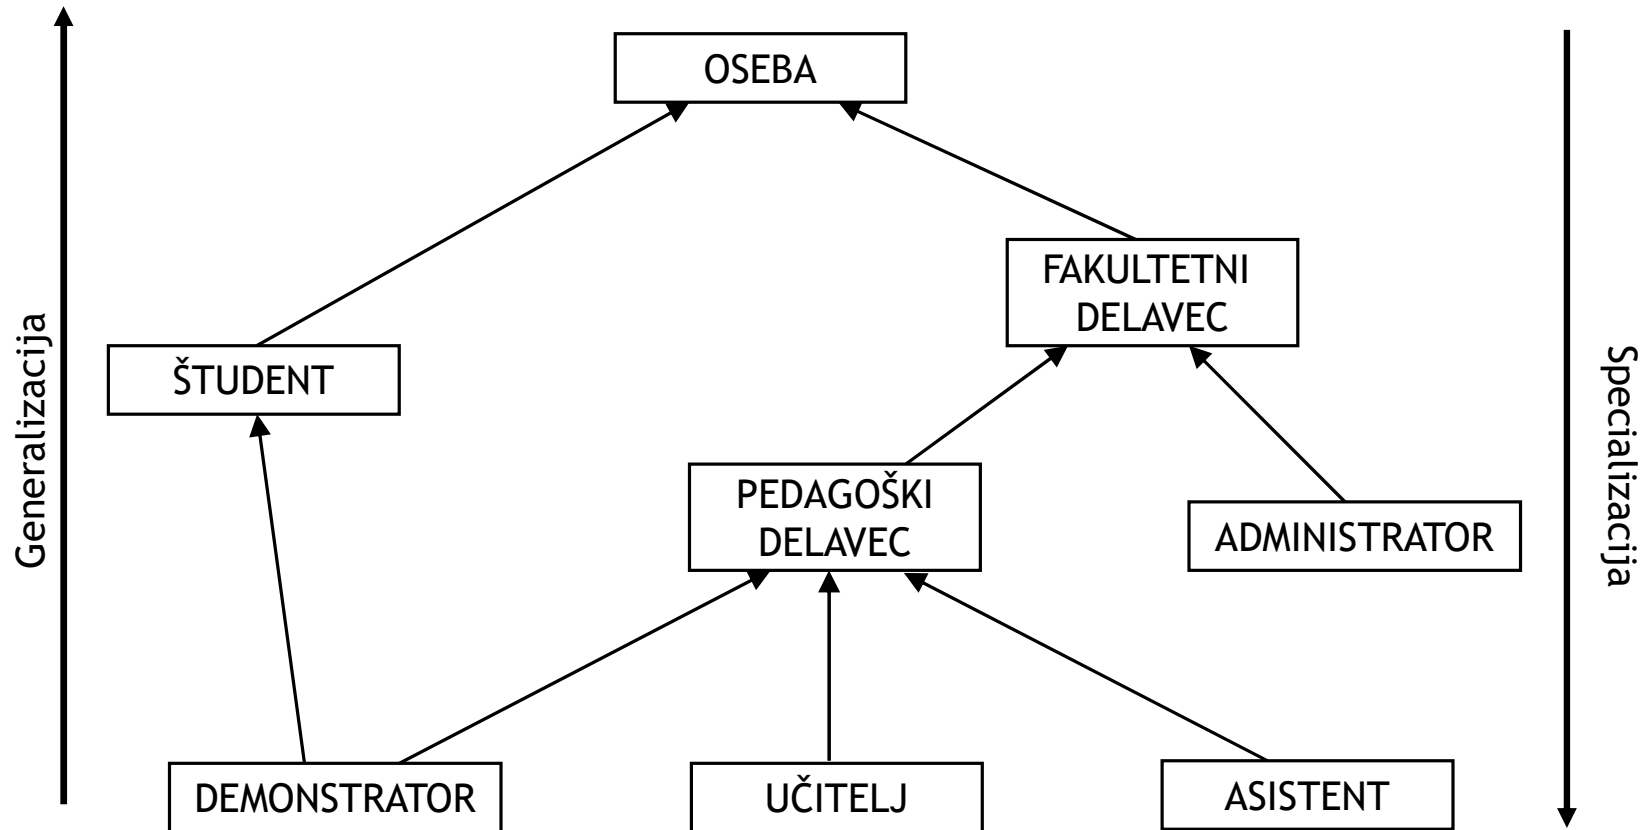 OSEBA
FAKULTETNI
DELAVEC
Generalizacija
Specializacija
ŠTUDENT
PEDAGOŠKI
DELAVEC
ADMINISTRATOR
DEMONSTRATOR
UČITELJ
ASISTENT